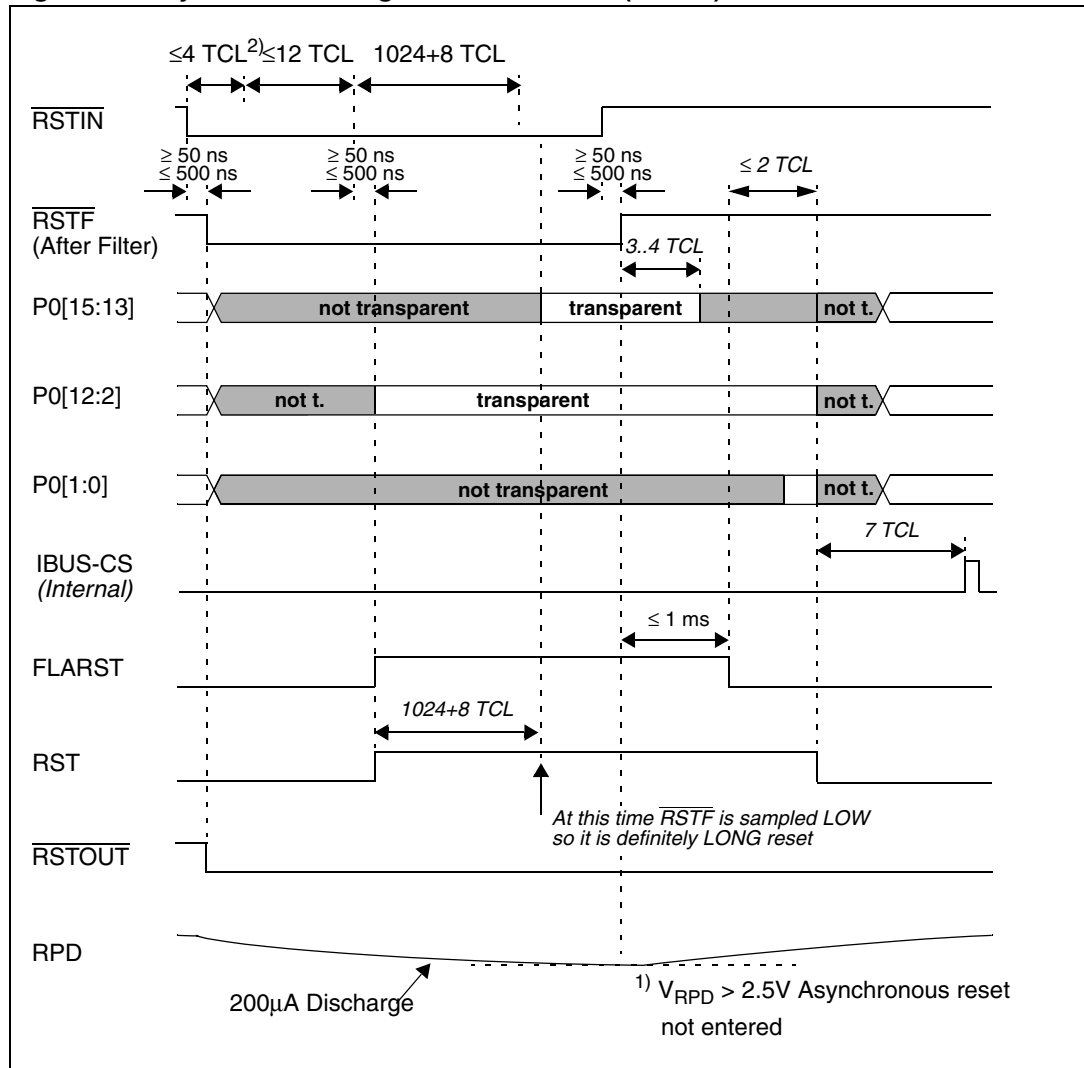 ≤4 TCL2) ≤12 TCL 1024+8 TCL
RSTIN
≥ 50 ns ≥ 50 ns ≥ 50 ns
≤ 500 ns ≤ 500 ns ≤ 500 ns
≤ 2 TCL
RSTF
(After Filter)
3..4 TCL
P0[15:13] not transparent transparent not t.
P0[12:2] not t. transparent not t.
P0[1:0] not transparent not t.
7 TCL
IBUS-CS
(Internal)
≤ 1 ms
FLARST
1024+8 TCL
RST
At this time RSTF is sampled LOW
so it is definitely LONG reset
RSTOUT
RPD
200µA Discharge
1) VRPD > 2.5V Asynchronous reset
not entered